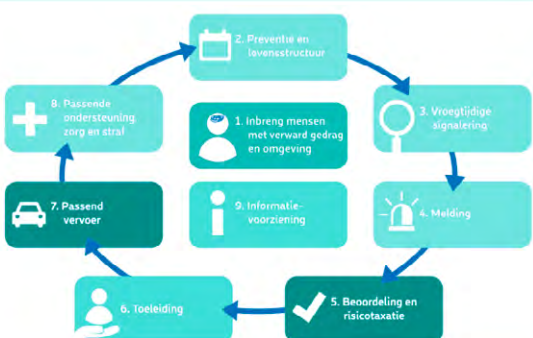 2. Preventie en
levensstructuur
8. Passende
ondersteuning,
zorg en straf
1. Inbreng mensen
met verward gedrag
en omgeving
3. Vroegtijdige
signalering
7. Passend
vervoer
9. Informatie-
voorziening
4. Melding
6. Toeleiding
5. Beoordeling en
risicotaxatie